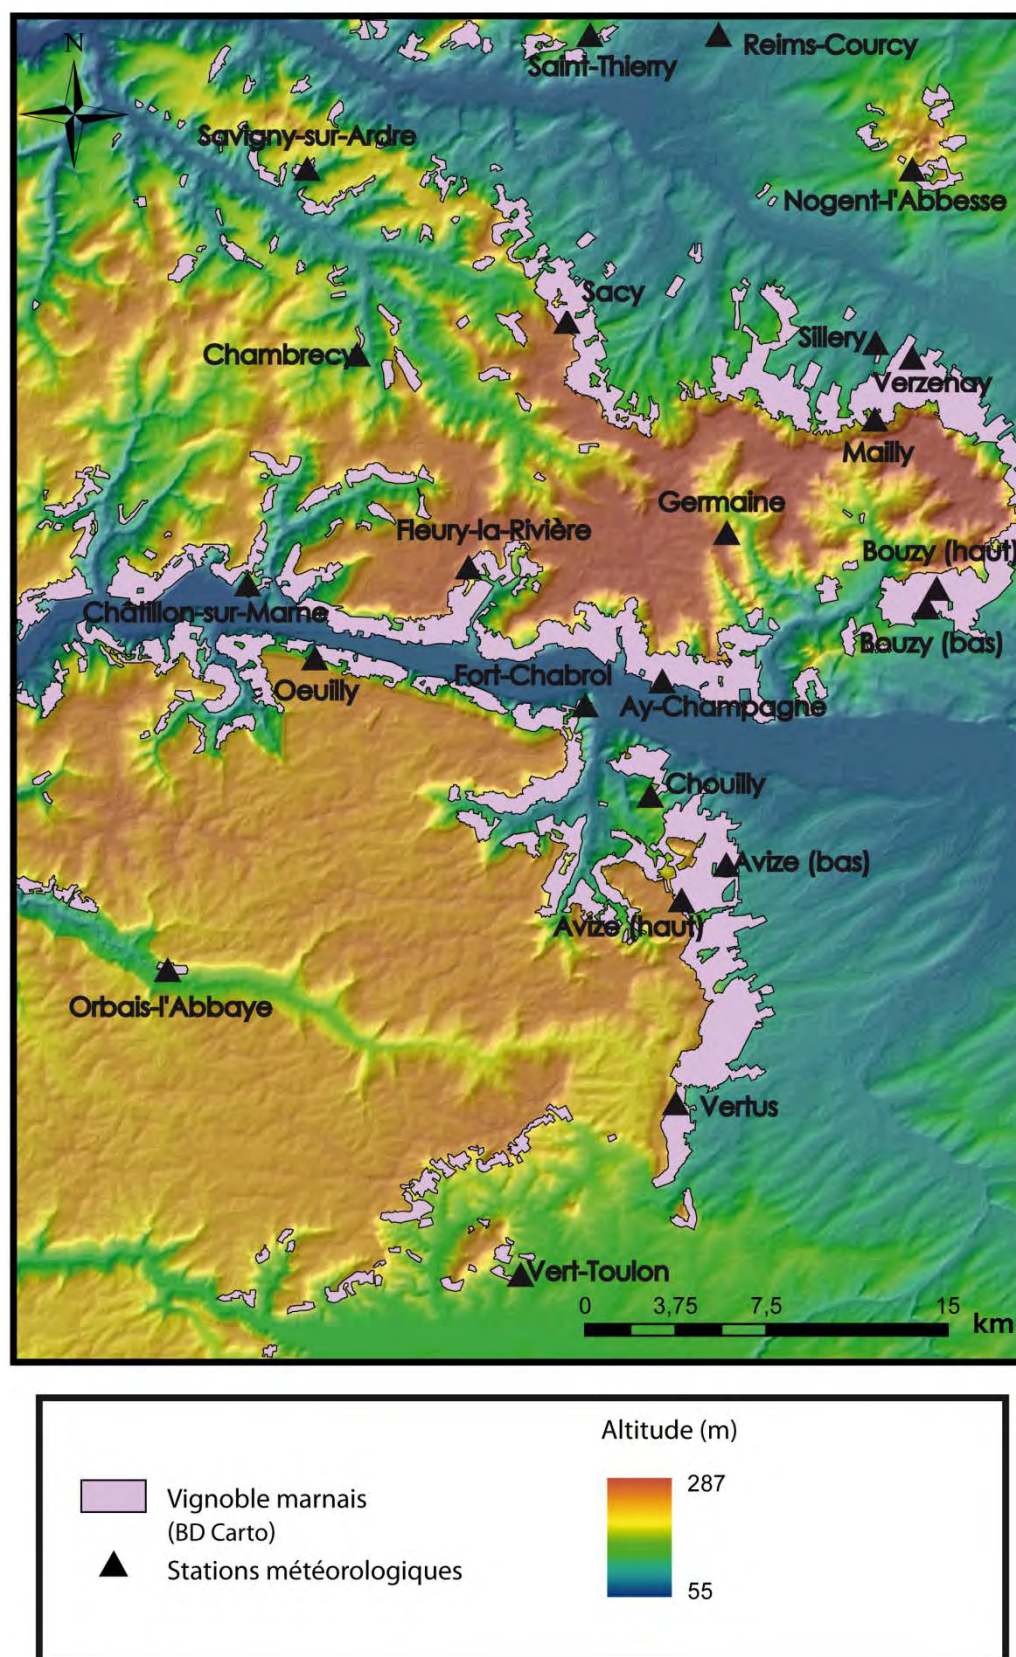 N
Saint-Thierry
Reims-Courcy
Savigny-sur-Ardre
Nogent-l'Abbesse
Sacy
Sillery
Chambrecy
Verzenay
Mailly
Germaine
Fleury-la-Rivière
Bouzy (haut)
Châtillon-sur-Marne
Bouzy (bas)
Oeuilly
Fort-Chabrol
Ay-Champagne
Chouilly
Avize (bas)
Avize (haut)
Orbais-l'Abbaye
Vertus
Vert-Toulon
0 3,75 7,5 15
km
Altitude (m)
287
Vignoble marnais
(BD Carto)
Stations météorologiques
55